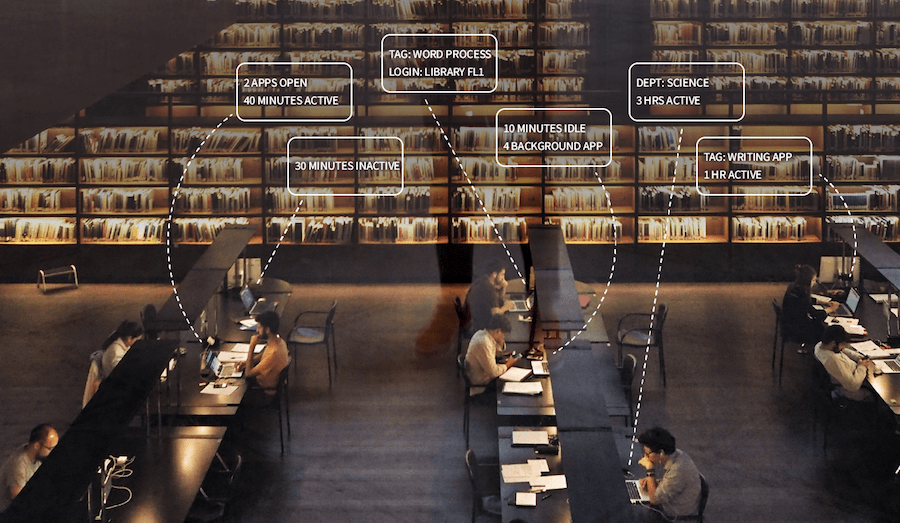 TAG: WORD PROCESS
LOGIN: LIBRARY FL1
2 APPS OPEN
40 MINUTES ACTIVE
DEPT: SCIENCE
3 HRS ACTIVE
10 MINUTES IDLE
4 BACKGROUND APP
30 MINUTES INACTIVE
TAG: WRITING APP
1 HR ACTIVE